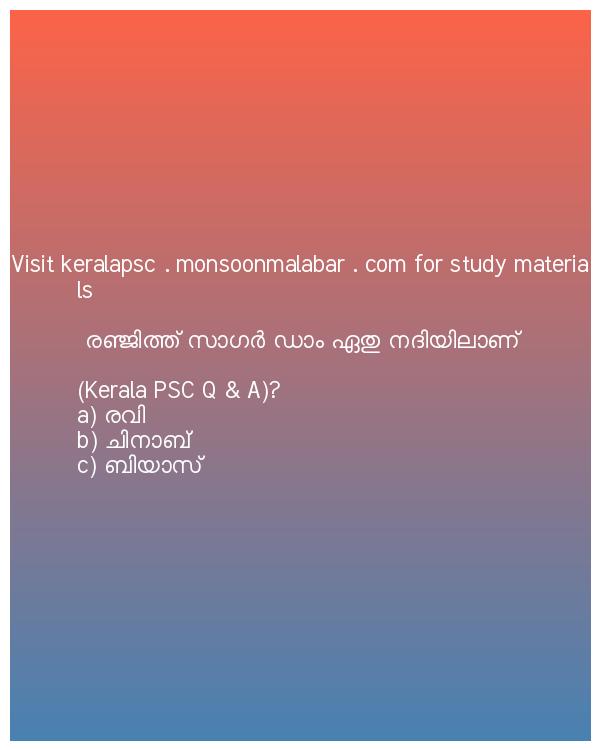 Visit keralapsc . monsoonmalabar . com for study materia
ls
രഞ്ജിത്ത് സാഗർ ഡാം ഏതു നദിയിലാണ്
(Kerala PSC Q & A)?
a) രവി
b) ചിനാബ്
c) ബിയാസ്